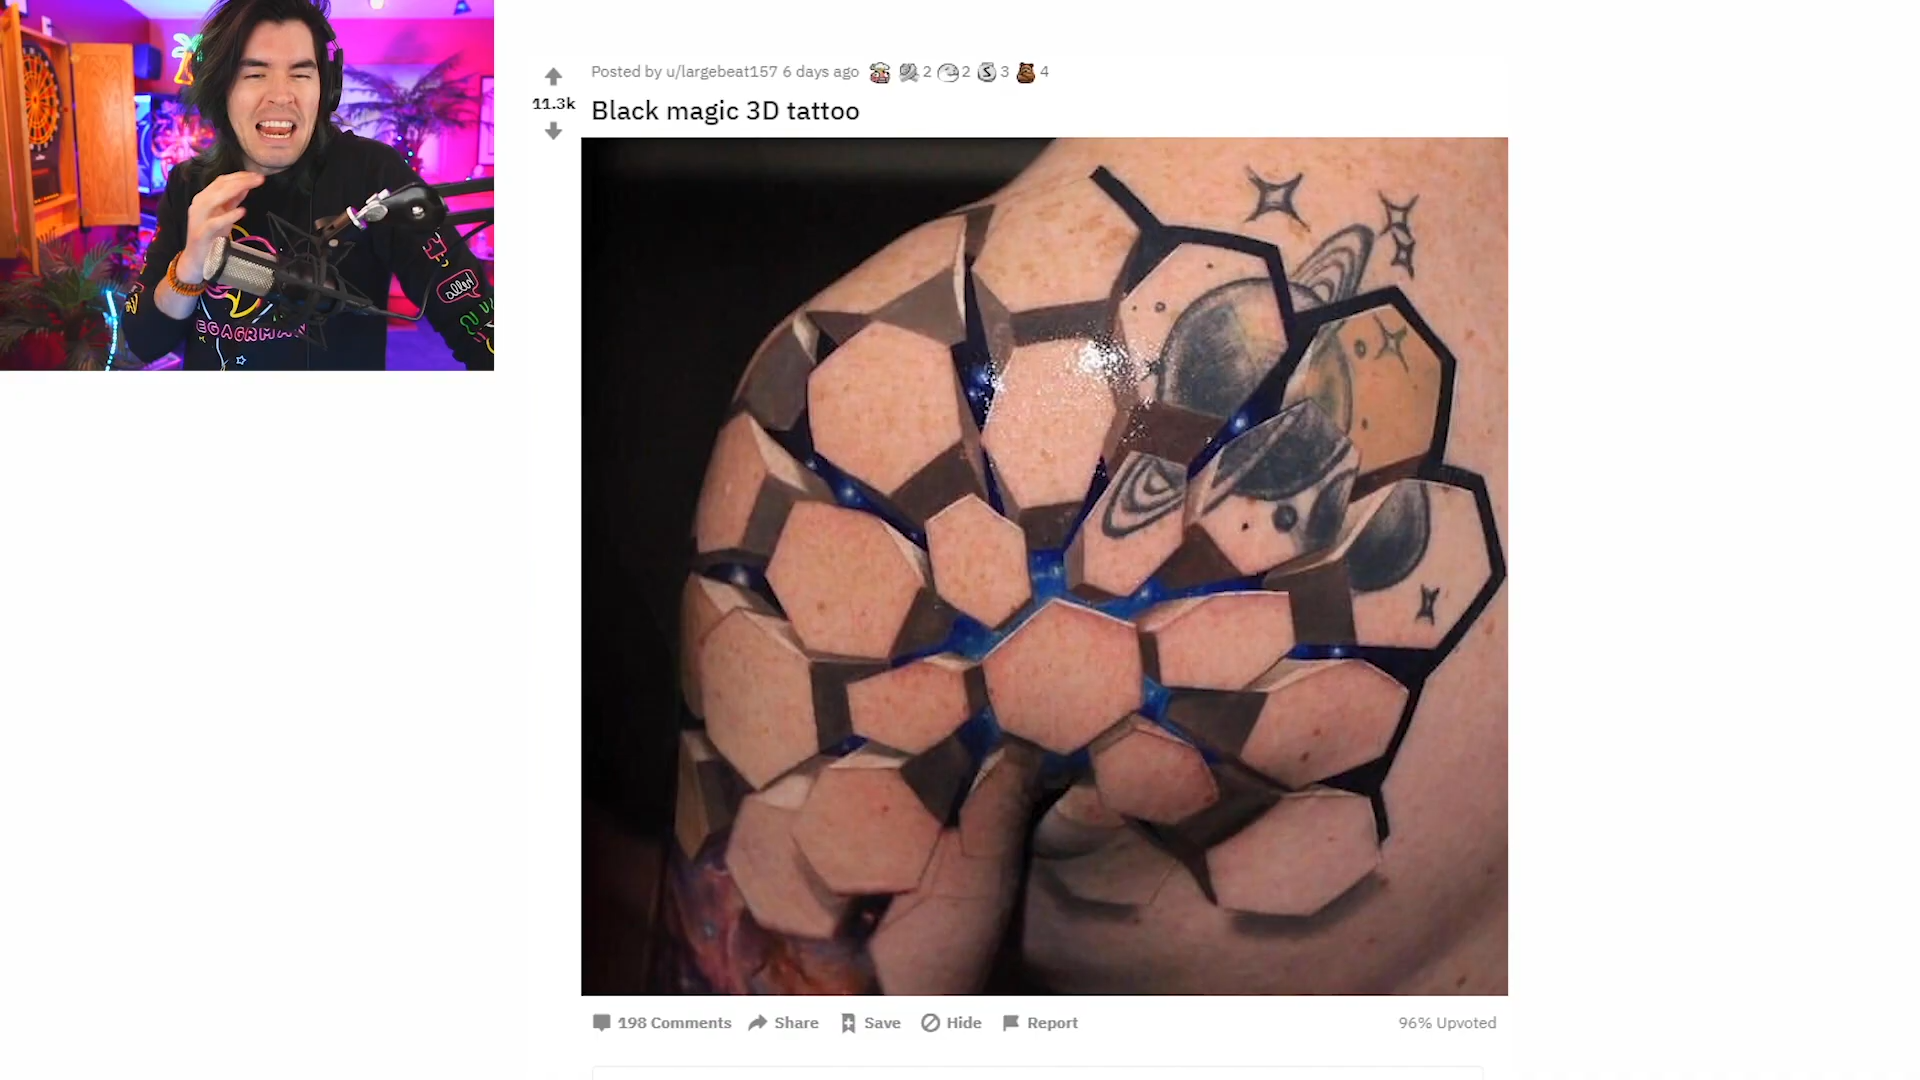 Posted by u/largebeat157 6 days ago 2 2 3 4
11.3k
Black magic 3D tattoo
EGAGRMAN
198 Comments Share Save Hide Report
96% Upvoted